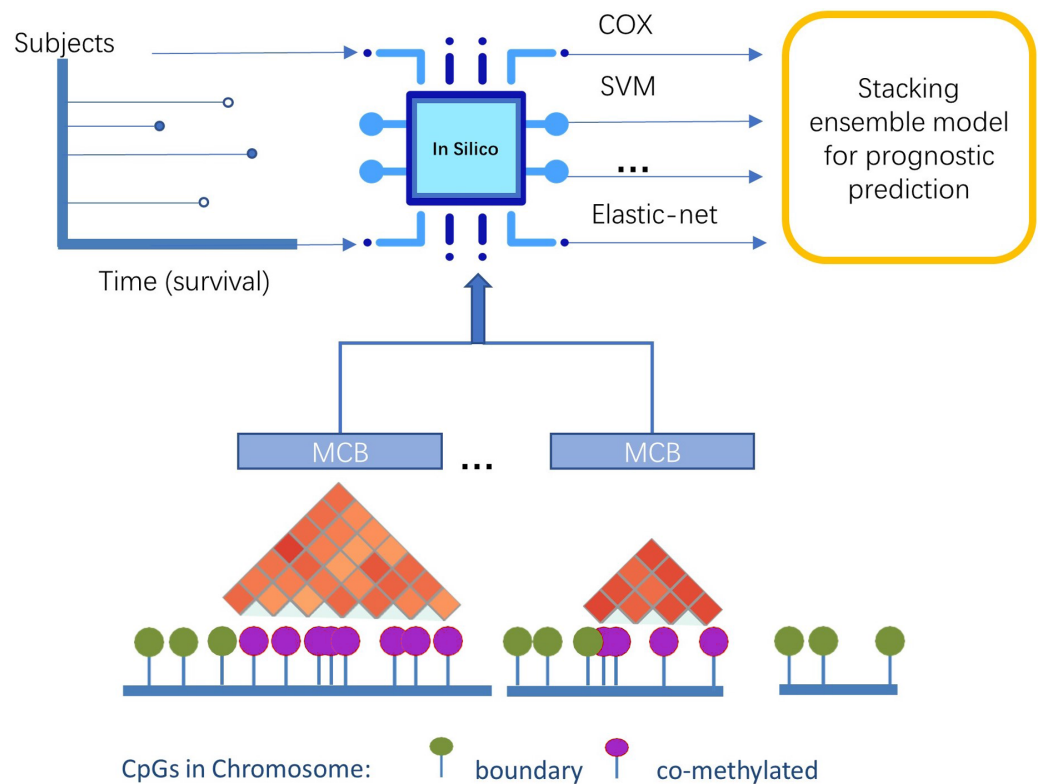 Subjects
COX
SVM
...
Elastic-net
In Silico
Stacking
ensemble model
for prognostic
prediction
Time (survival)
MCB
...
MCB
CpGs in Chromosome:
boundary
co-methylated